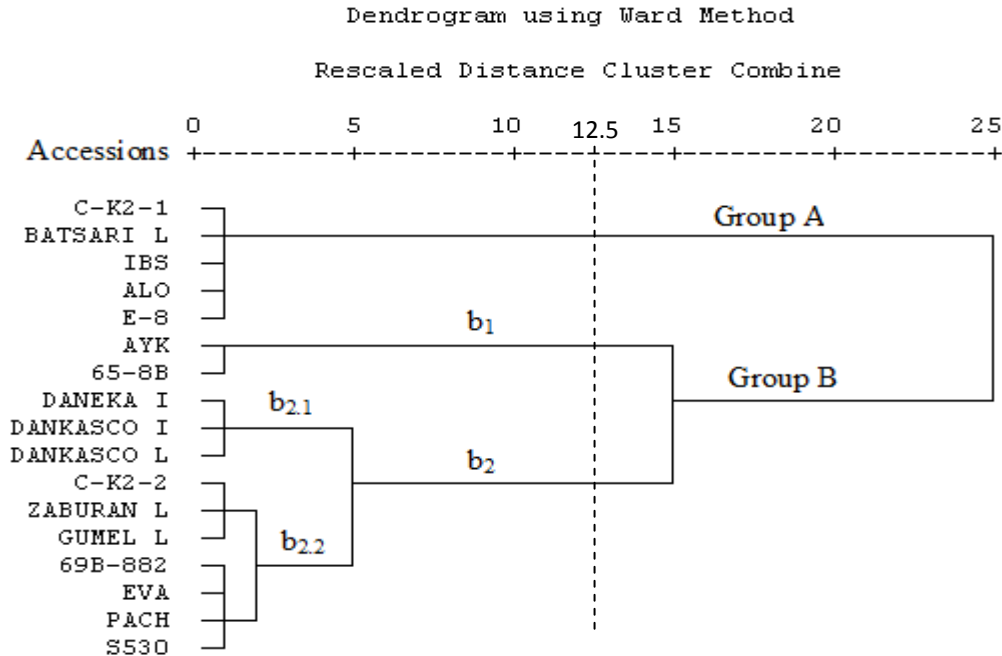 Dendrogram using Ward Method
Rescaled Distance Cluster Combine
0 5 10 12.5 15 20 25
Accessions
C-K2-1
Group A
BATSARI L
IBS
ALO
E-8
b₁
AYK
65-8B
Group B
DANEKA I
b₂.₁
DANKASCO I
DANKASCO L
b₂
C-K2-2
ZABURAN L
GUMEL L
b₂.₂
69B-882
EVA
PACH
S530